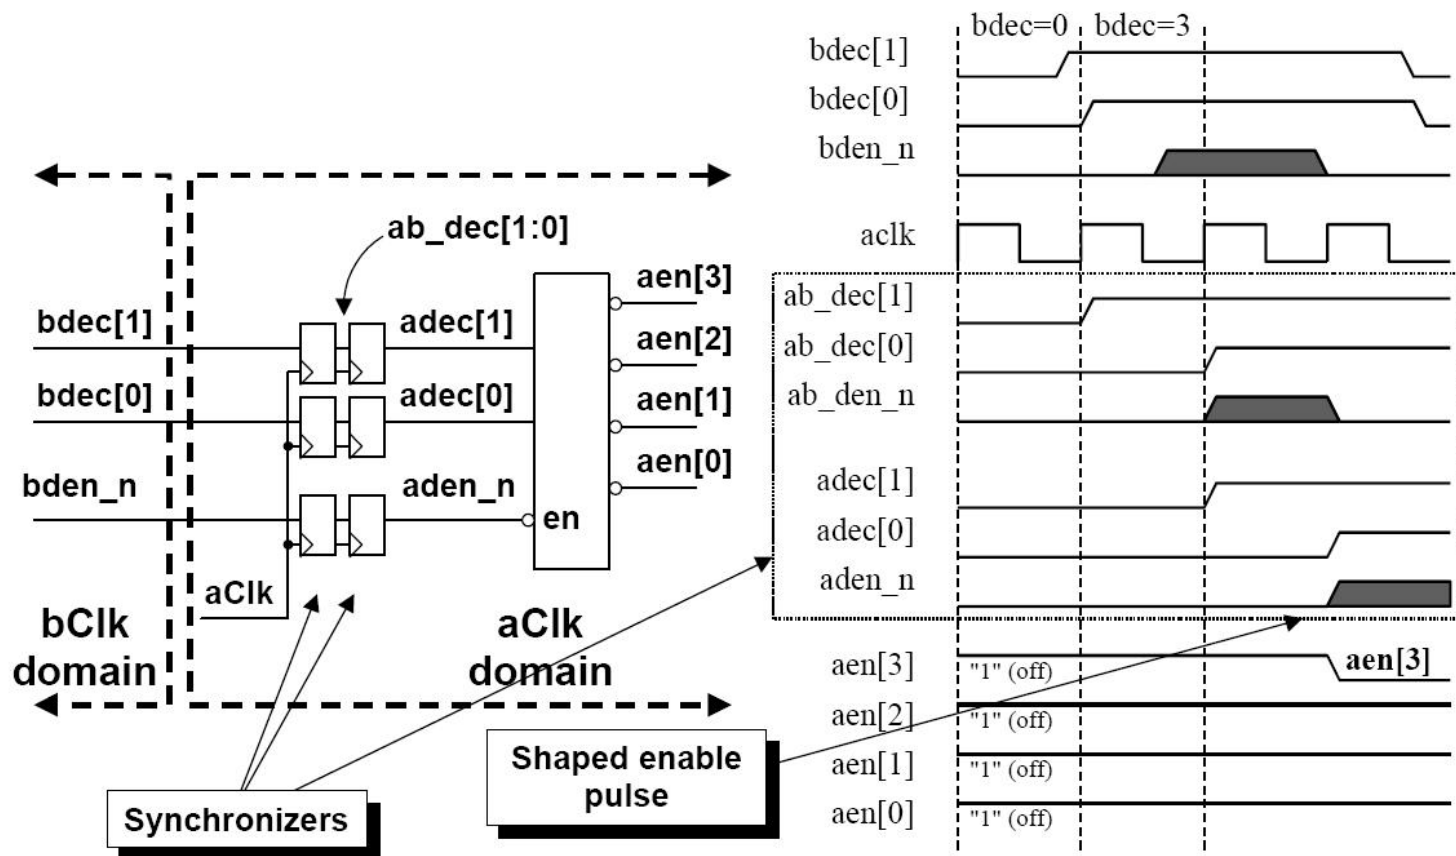 ab_dec[1:0]
bdec[1]
adec[1]
aen[3]
aen[2]
bdec[0]
adec[0]
aen[1]
aen[0]
bden_n
aden_n
en
aClk
bClk
domain
aClk
domain
Synchronizers
Shaped enable
pulse
bdec=0
bdec=3
bdec[1]
bdec[0]
bden_n
aclk
ab_dec[1]
ab_dec[0]
ab_den_n
adec[1]
adec[0]
aden_n
aen[3]
"1" (off)
aen[3]
aen[2]
"1" (off)
aen[1]
"1" (off)
aen[0]
"1" (off)